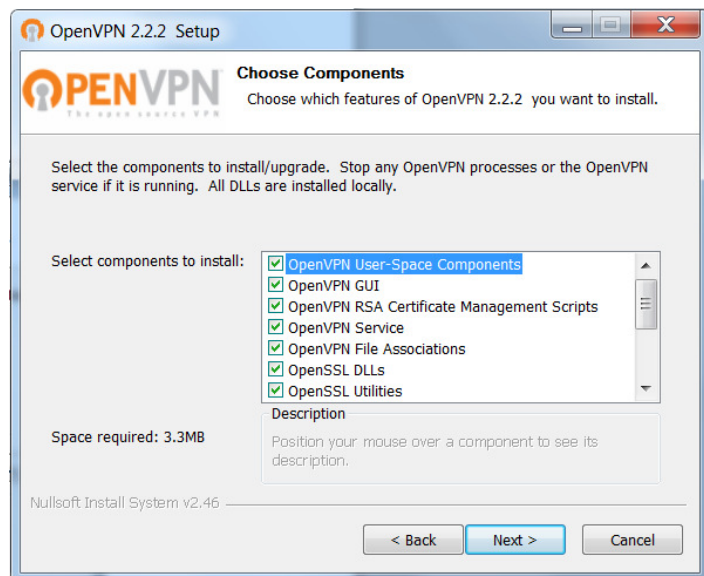 OpenVPN 2.2.2 Setup
OPENVPN
The open source VPN
Choose Components
Choose which features of OpenVPN 2.2.2 you want to install.
Select the components to install/upgrade. Stop any OpenVPN processes or the OpenVPN
service if it is running. All DLLs are installed locally.
Select components to install:
OpenVPN User-Space Components
OpenVPN GUI
OpenVPN RSA Certificate Management Scripts
OpenVPN Service
OpenVPN File Associations
OpenSSL DLLs
OpenSSL Utilities
Space required: 3.3MB
Description
Position your mouse over a component to see its
description.
Nullsoft Install System v2.46
< Back
Next >
Cancel